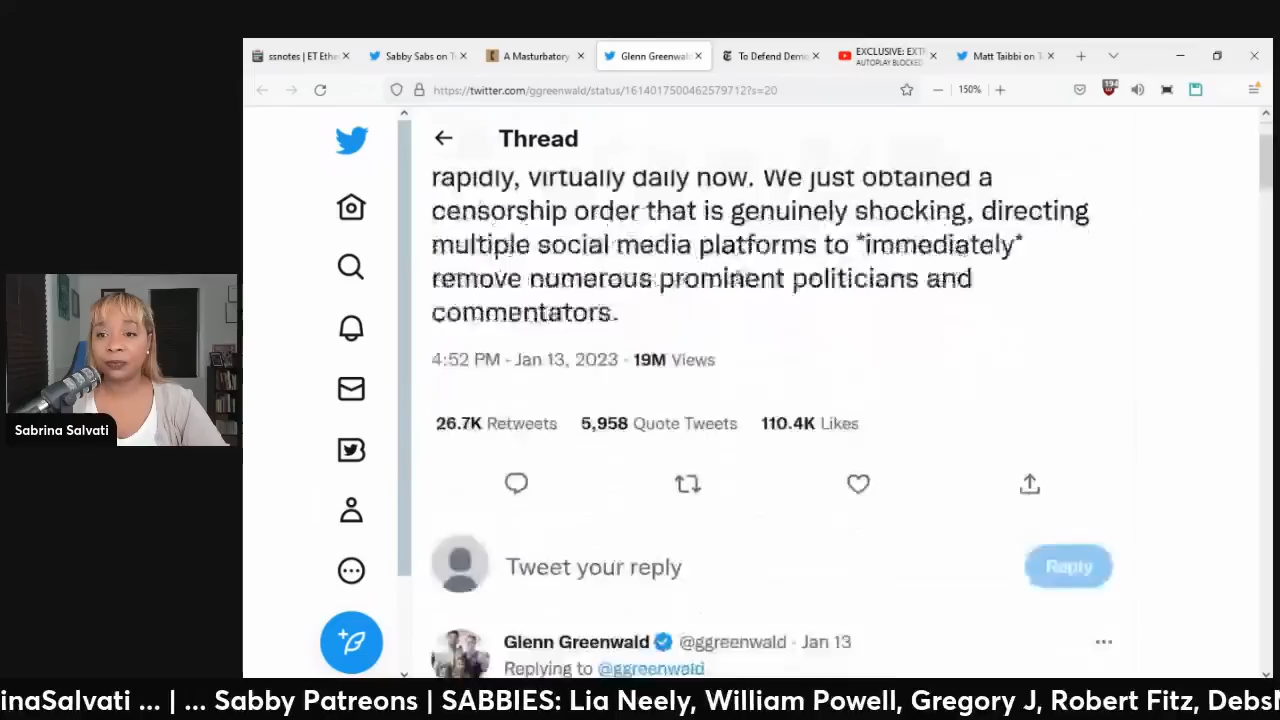 ssnotes | ET Ethe
Sabby Sabs on T
A Masturbatory
Glenn Greenwald
To Defend Demo
EXCLUSIVE: EXT
AUTOPLAY BLOCKED
Matt Taibbi on T
https://twitter.com/ggreenwald/status/1614017500462579712?s=20
150%
194
Thread
rapidly, virtually daily now. We just obtained a
censorship order that is genuinely shocking, directing
multiple social media platforms to *immediately*
remove numerous prominent politicians and
commentators.
4:52 PM · Jan 13, 2023 · 19M Views
26.7K Retweets 5,958 Quote Tweets 110.4K Likes
Tweet your reply
Reply
Glenn Greenwald @ggreenwald · Jan 13
Replying to @ggreenwald
Sabrina Salvati
inaSalvati ... | ... Sabby Patreons | SABBIES: Lia Neely, William Powell, Gregory J, Robert Fitz, Debs